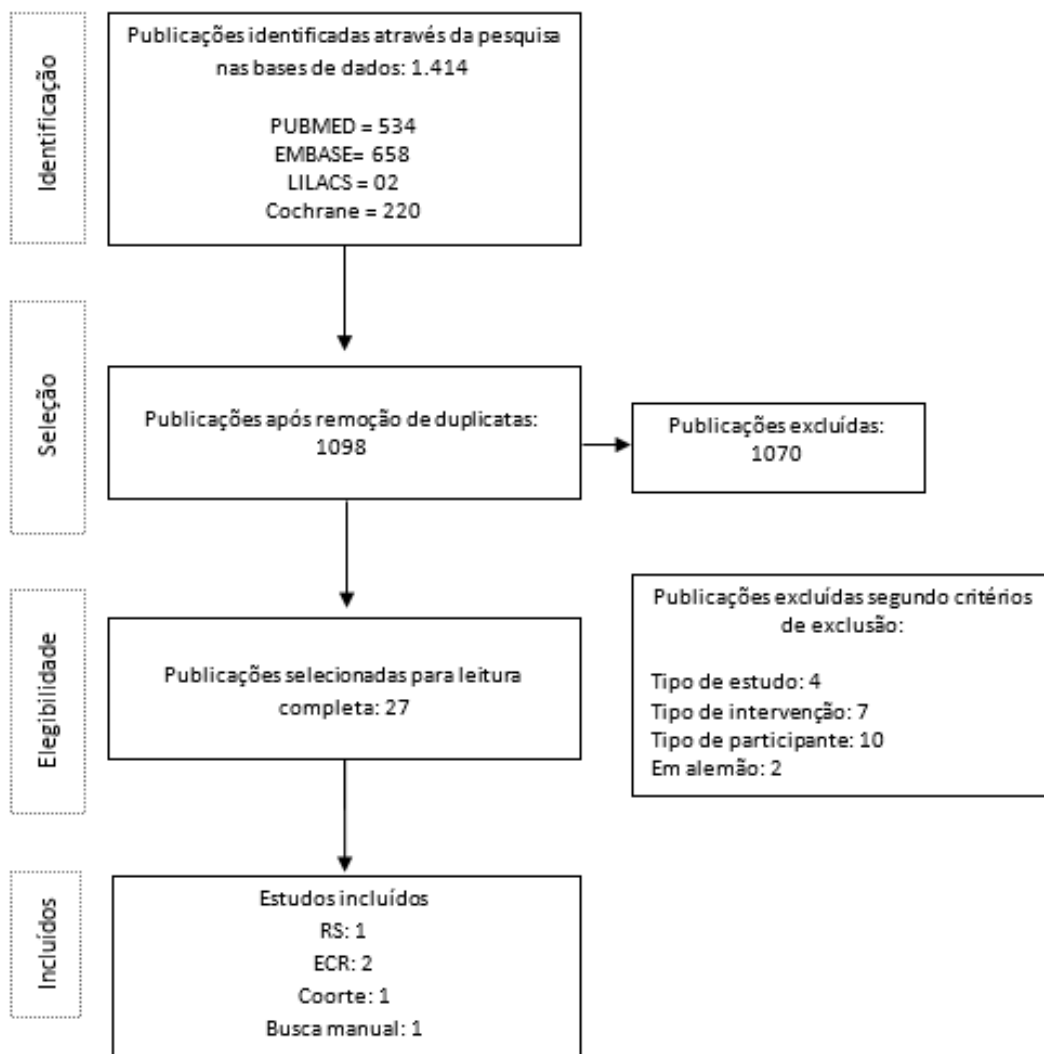 Identificação
Publicações identificadas através da pesquisa
nas bases de dados: 1.414
PUBMED = 534
EMBASE= 658
LILACS = 02
Cochrane = 220
Seleção
Publicações após remoção de duplicatas:
1098
Publicações excluídas:
1070
Elegibilidade
Publicações selecionadas para leitura
completa: 27
Publicações excluídas segundo critérios
de exclusão:
Tipo de estudo: 4
Tipo de intervenção: 7
Tipo de participante: 10
Em alemão: 2
Incluídos
Estudos incluídos
RS: 1
ECR: 2
Coorte: 1
Busca manual: 1